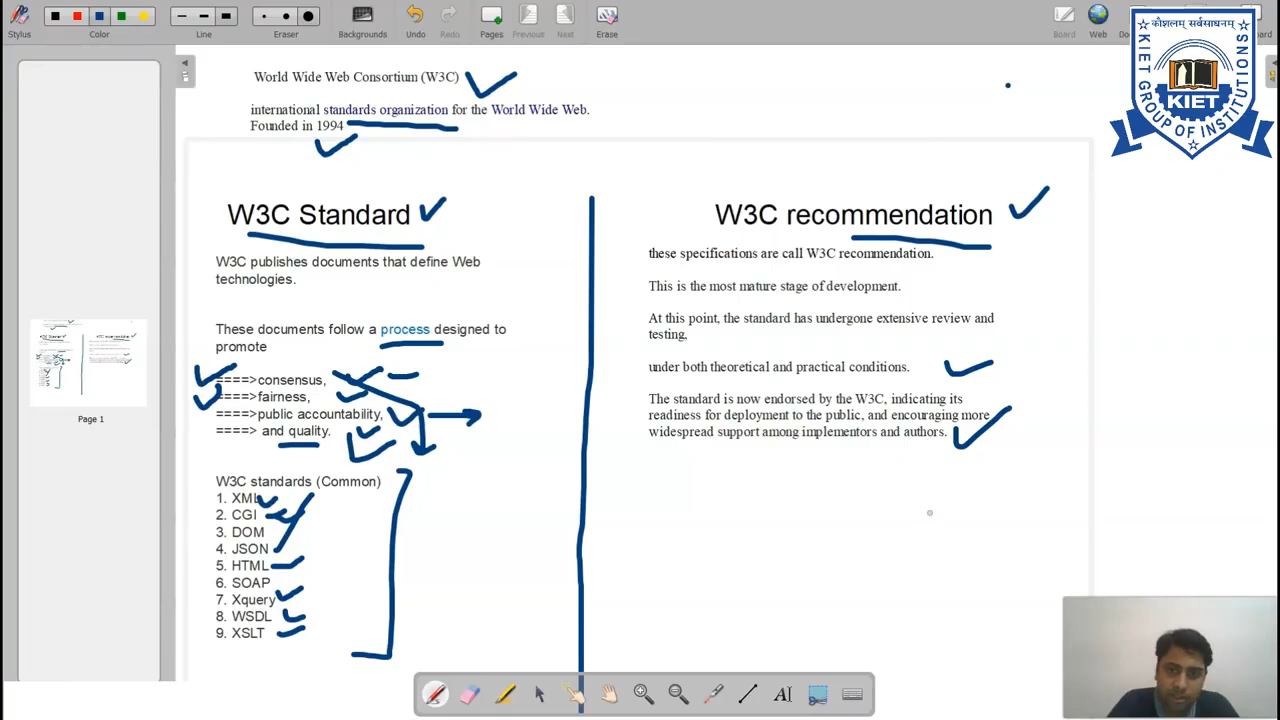 Stylus
Color
Line
Eraser
Backgrounds
Undo
Redo
Pages
Previous
Next
Erase
Board
Web
कौशलम् सर्वसाधनम्
KIET GROUP OF INSTITUTIONS
KIET
World Wide Web Consortium (W3C)
international standards organization for the World Wide Web.
Founded in 1994
W3C Standard
W3C publishes documents that define Web
technologies.
These documents follow a process designed to
promote
====>consensus,
====>fairness,
====>public accountability,
====> and quality.
W3C standards (Common)
1. XML
2. CGI
3. DOM
4. JSON
5. HTML
6. SOAP
7. Xquery
8. WSDL
9. XSLT
W3C recommendation
these specifications are call W3C recommendation.
This is the most mature stage of development.
At this point, the standard has undergone extensive review and
testing,
under both theoretical and practical conditions.
The standard is now endorsed by the W3C, indicating its
readiness for deployment to the public, and encouraging more
widespread support among implementors and authors.
Page 1